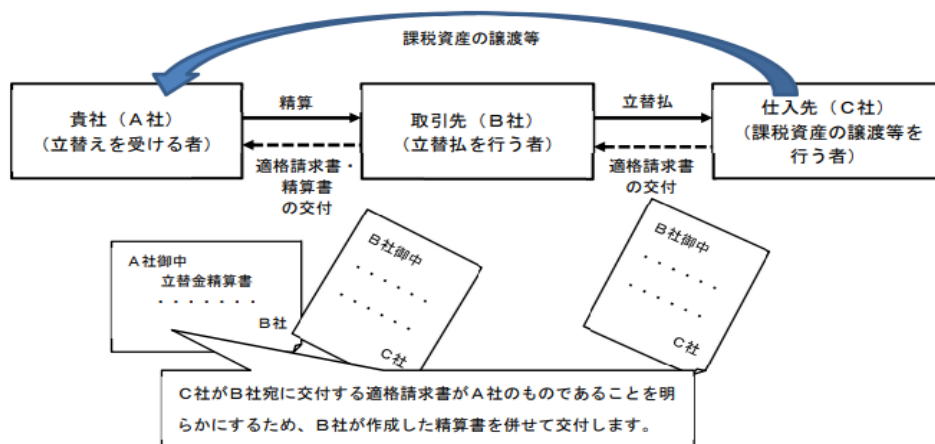 課税資産の譲渡等
貴社（A社）
（立替えを受ける者）
精算
適格請求書・
精算書
の交付
取引先（B社）
（立替払を行う者）
立替払
適格請求書
の交付
仕入先（C社）
（課税資産の譲渡等を
行う者）
A社御中
立替金精算書
・・・・・・・
B社
B社御中
・・・・・・
・・・・・・
C社
B社御中
・・・・・・
・・・・・・
C社
C社がB社宛に交付する適格請求書がA社のものであることを明
らかにするため、B社が作成した精算書を併せて交付します。